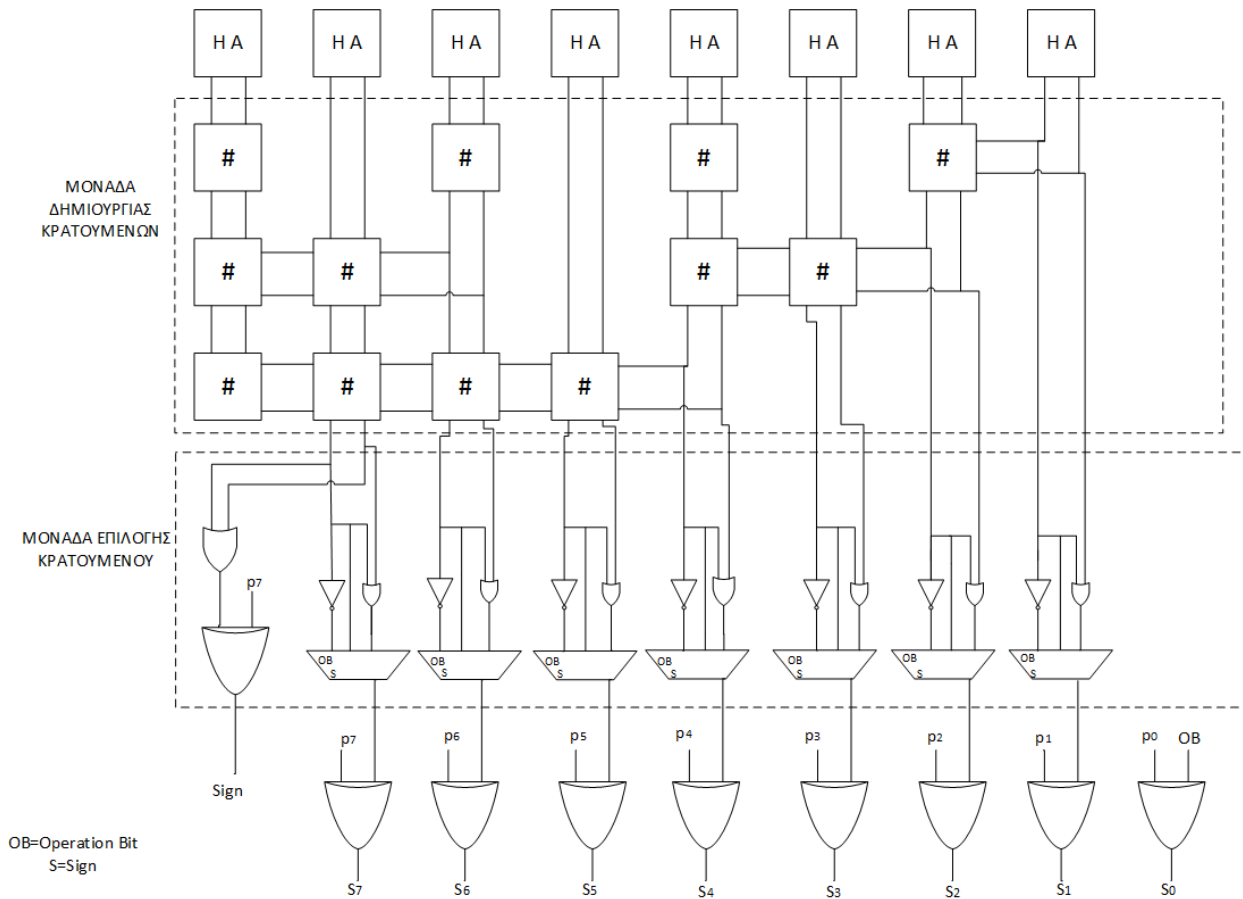 H A H A H A H A H A H A H A H A
# # # #
ΜΟΝΑΔΑ
ΔΗΜΙΟΥΡΓΙΑΣ
ΚΡΑΤΟΥΜΕΝΩΝ
# # # #
# # # #
ΜΟΝΑΔΑ ΕΠΙΛΟΓΗΣ
ΚΡΑΤΟΥΜΕΝΟΥ
p7
OB OB OB OB OB OB OB
S S S S S S S
p7 p6 p5 p4 p3 p2 p1 p0 OB
Sign
OB=Operation Bit
S=Sign
S7 S6 S5 S4 S3 S2 S1 S0